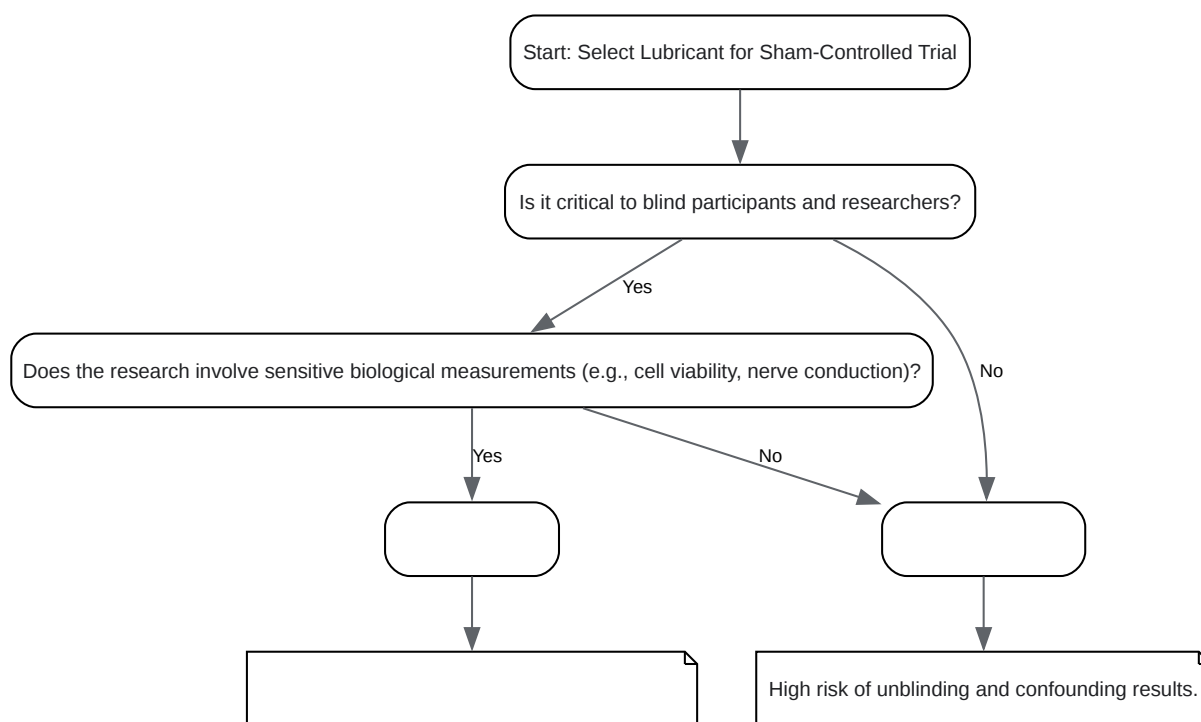 Start: Select Lubricant for Sham-Controlled Trial
Is it critical to blind participants and researchers?
Yes
No
Does the research involve sensitive biological measurements (e.g., cell viability, nerve conduction)?
Yes
No
High risk of unblinding and confounding results.